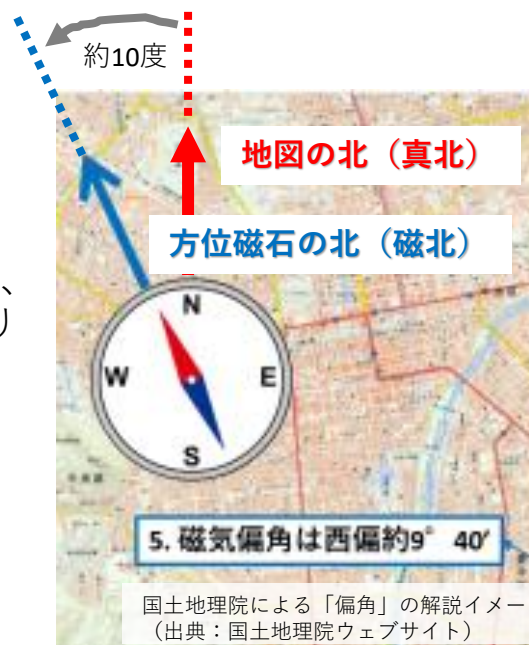 約10度
地図の北（真北）
方位磁石の北（磁北）
、
り
N
W
E
S
5. 磁気偏角は西偏約9° 40′
国土地理院による「偏角」の解説イメー
（出典：国土地理院ウェブサイト）